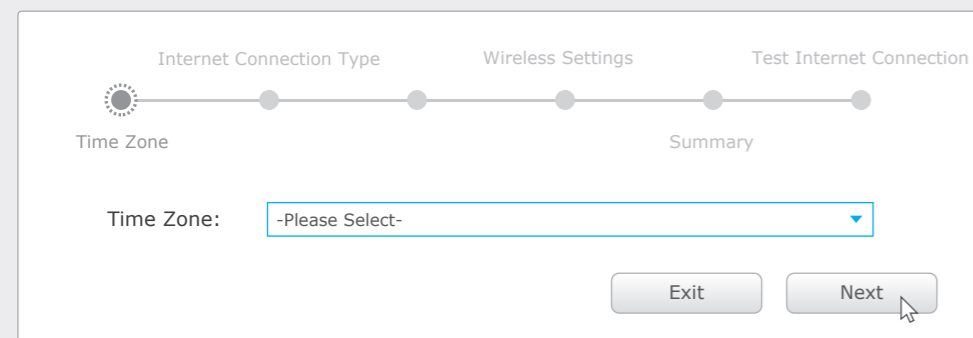 Internet Connection Type Wireless Settings Test Internet Connection
Time Zone Summary
Time Zone: -Please Select-
Exit Next